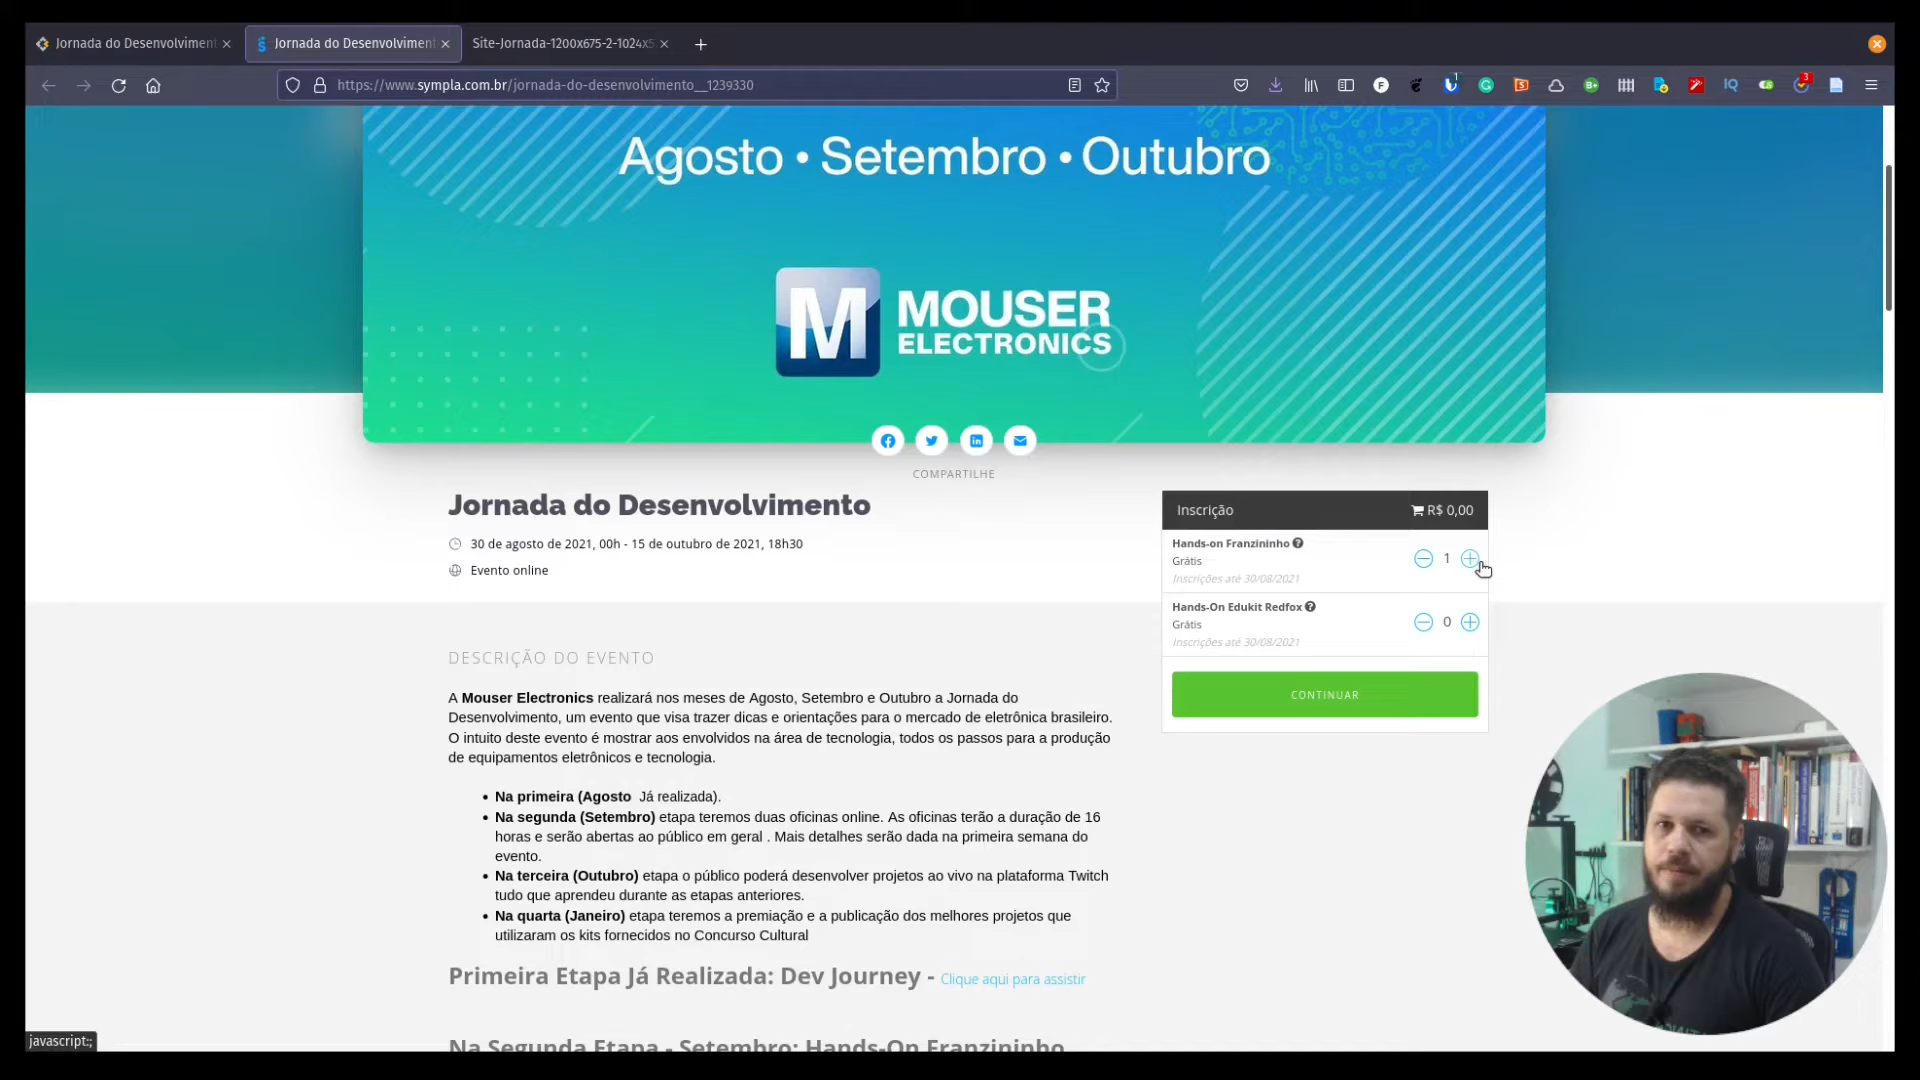 Jornada do Desenvolviment
Jornada do Desenvolviment
Site-Jornada-1200x675-2-1024x5
https://www.sympla.com.br/jornada-do-desenvolvimento__1239330
Agosto • Setembro • Outubro
M MOUSER
ELECTRONICS
COMPARTILHE
Jornada do Desenvolvimento
30 de agosto de 2021, 00h - 15 de outubro de 2021, 18h30
Evento online
Inscrição R$ 0,00
Hands-on Franzininho
Grátis
1
Inscrições até 30/08/2021
Hands-On Edukit Redfox
Grátis
0
Inscrições até 30/08/2021
CONTINUAR
DESCRIÇÃO DO EVENTO
A Mouser Electronics realizará nos meses de Agosto, Setembro e Outubro a Jornada do
Desenvolvimento, um evento que visa trazer dicas e orientações para o mercado de eletrônica brasileiro.
O intuito deste evento é mostrar aos envolvidos na área de tecnologia, todos os passos para a produção
de equipamentos eletrônicos e tecnologia.
• Na primeira (Agosto Já realizada).
• Na segunda (Setembro) etapa teremos duas oficinas online. As oficinas terão a duração de 16
horas e serão abertas ao público em geral . Mais detalhes serão dada na primeira semana do
evento.
• Na terceira (Outubro) etapa o público poderá desenvolver projetos ao vivo na plataforma Twitch
tudo que aprendeu durante as etapas anteriores.
• Na quarta (Janeiro) etapa teremos a premiação e a publicação dos melhores projetos que
utilizaram os kits fornecidos no Concurso Cultural
Primeira Etapa Já Realizada: Dev Journey - Clique aqui para assistir
Na Segunda Etapa - Setembro: Hands-On Franzininho
javascript:;